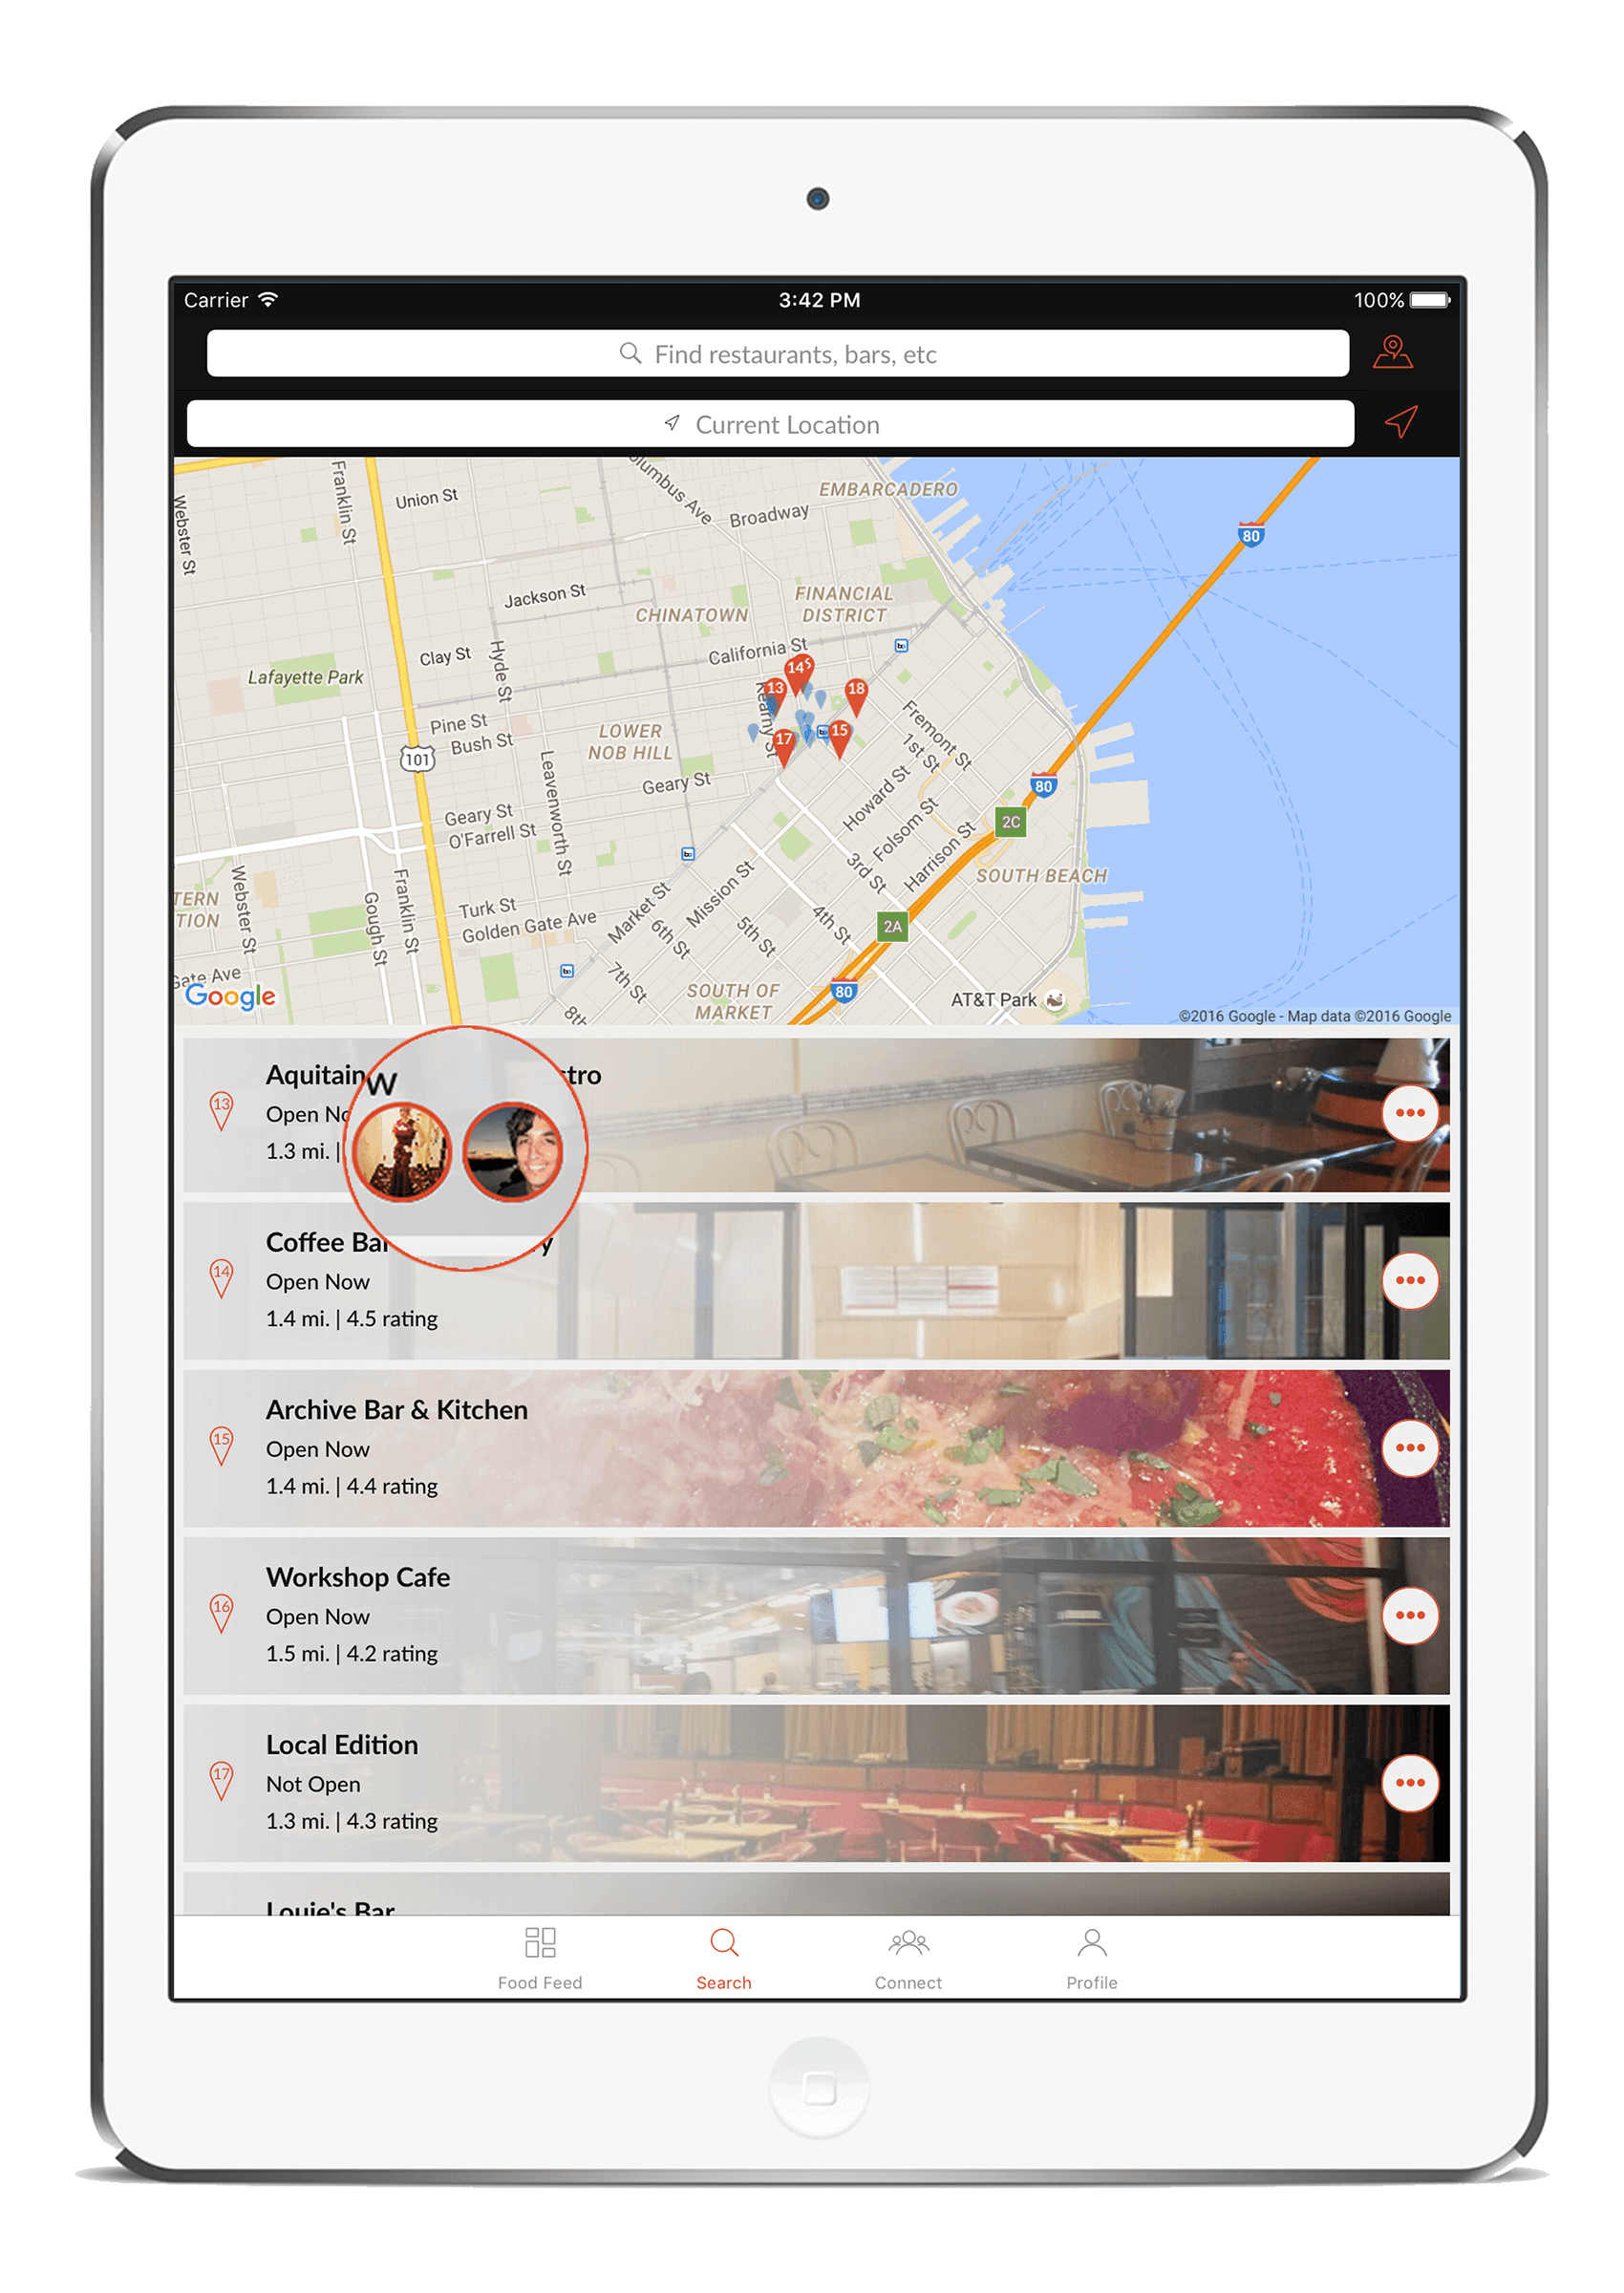 Carrier
3:42 PM
100%
Find restaurants, bars, etc
Current Location
Webster St
Franklin St
Union St
olumbus Ave
Broadway
EMBARCADERO
80
Jackson St
CHINATOWN
FINANCIAL
DISTRICT
California St
Clay St
Hyde St
Lafayette Park
14
13
18
Kearny St
Pine St
Bush St
LOWER
NOB HILL
17
15
Fremont St
1st St
101
Leavenworth St
Geary St
Howard St
80
Geary St
O'Farrell St
Folsom St
2C
Harrison St
3rd St
SOUTH BEACH
TERN
TION
Webster St
Gough St
Franklin St
Turk St
Golden Gate Ave
Market St
Mission St
6th St
5th St
4th St
2A
7th St
Gate Ave
Google
8th
SOUTH OF
MARKET
80
AT&T Park
©2016 Google - Map data ©2016 Google
13
Aquitain
stro
w
Open No
1.3 mi. |
14
Coffee Bar
y
Open Now
1.4 mi. | 4.5 rating
15
Archive Bar & Kitchen
Open Now
1.4 mi. | 4.4 rating
16
Workshop Cafe
Open Now
1.5 mi. | 4.2 rating
17
Local Edition
Not Open
1.3 mi. | 4.3 rating
Louie's Bar
Food Feed
Search
Connect
Profile